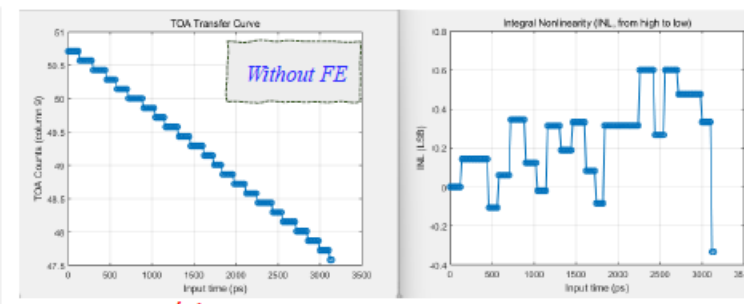 TOA Transfer Curve
51
50.5
50
49.5
49
48.5
48
47.5
0 500 1000 1500 2000 2500 3000 3500
Input time (ps)
TOA Counts (column 9)
Without FE
Integral Nonlinearity (INL, from high to low)
0.8
0.6
0.4
0.2
0
-0.2
-0.4
0 500 1000 1500 2000 2500 3000
Input time (ps)
INL (LSB)